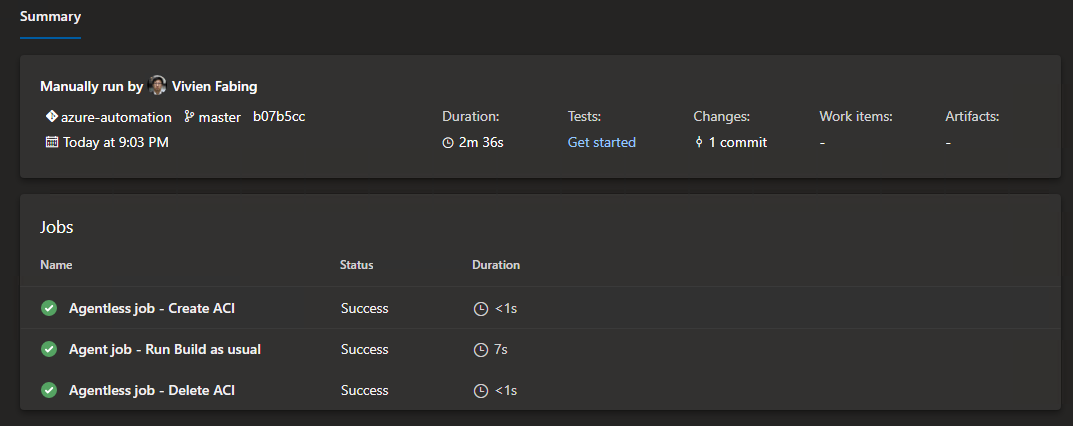 Summary
Manually run by Vivien Fabing
azure-automation master b07b5cc Duration: Tests: Changes: Work items: Artifacts:
Today at 9:03 PM 2m 36s Get started 1 commit - -
Jobs
Name Status Duration
Agentless job - Create ACI Success <1s
Agent job - Run Build as usual Success 7s
Agentless job - Delete ACI Success <1s